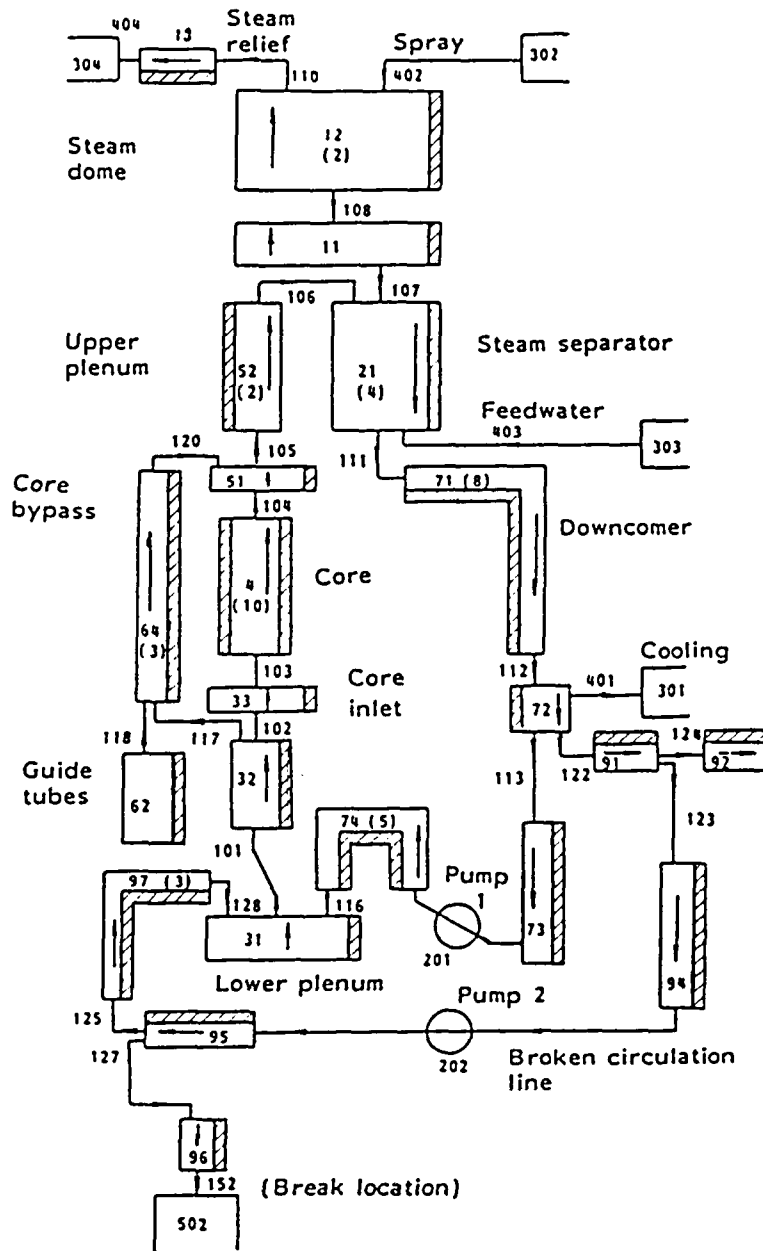 404
13
Steam
relief
Spray
304
110
402
302
Steam
dome
12
(2)
108
11
106
107
Upper
plenum
52
(2)
21
(4)
Steam separator
Feedwater
403
303
120
105
111
Core
bypass
51
71 (8)
104
Downcomer
Core
4
(10)
64
(3)
103
112
Cooling
401
301
33
Core
inlet
72
118
117
102
122
91
124
92
Guide
tubes
62
32
113
123
74 (5)
101
97 (3)
Pump
1
128
116
31
201
73
94
Lower plenum
Pump 2
125
95
202
Broken circulation
line
127
96
152
(Break location)
502